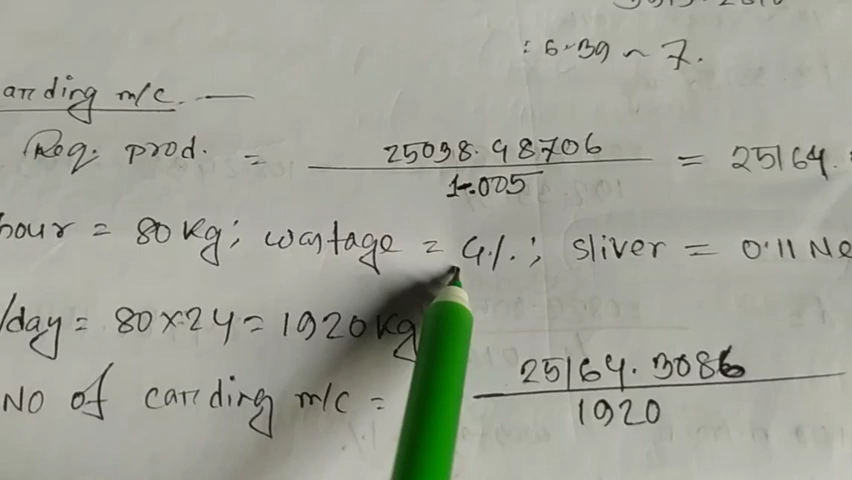 : 6.39 ~ 7.
arding m/c. —
Req. prod. = 25038.98706 / 1-.005 = 25164.
hour = 80 Kg; wastage = 4%; sliver = 0.11 Ne
/day = 80 × 24 = 1920 Kg
NO of carding m/c = 25164.3086 / 1920